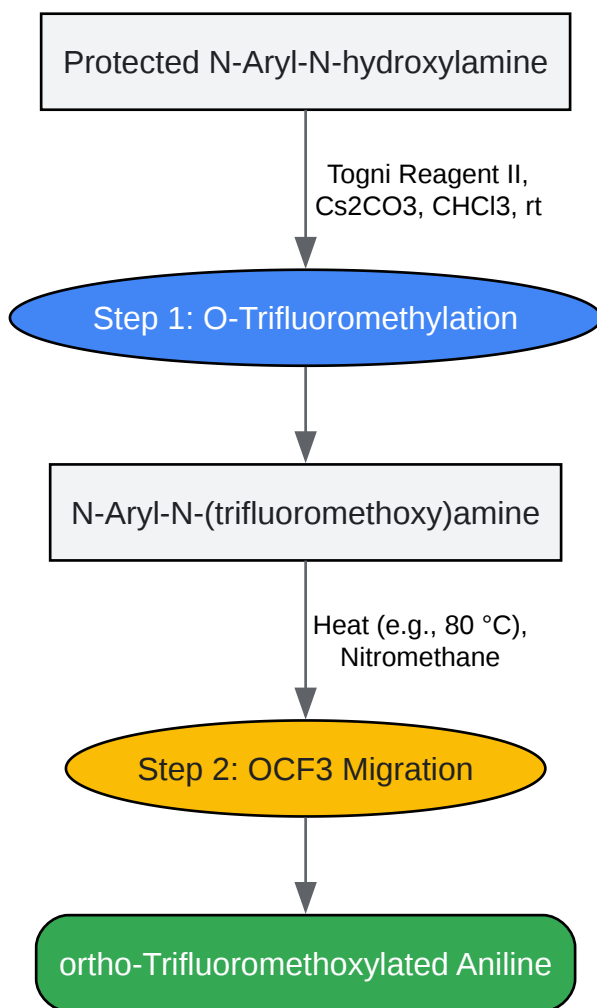 Protected N-Aryl-N-hydroxylamine
Togni Reagent II,
Cs2CO3, CHCl3, rt
Step 1: O-Trifluoromethylation
N-Aryl-N-(trifluoromethoxy)amine
Heat (e.g., 80 °C),
Nitromethane
Step 2: OCF3 Migration
ortho-Trifluoromethoxylated Aniline